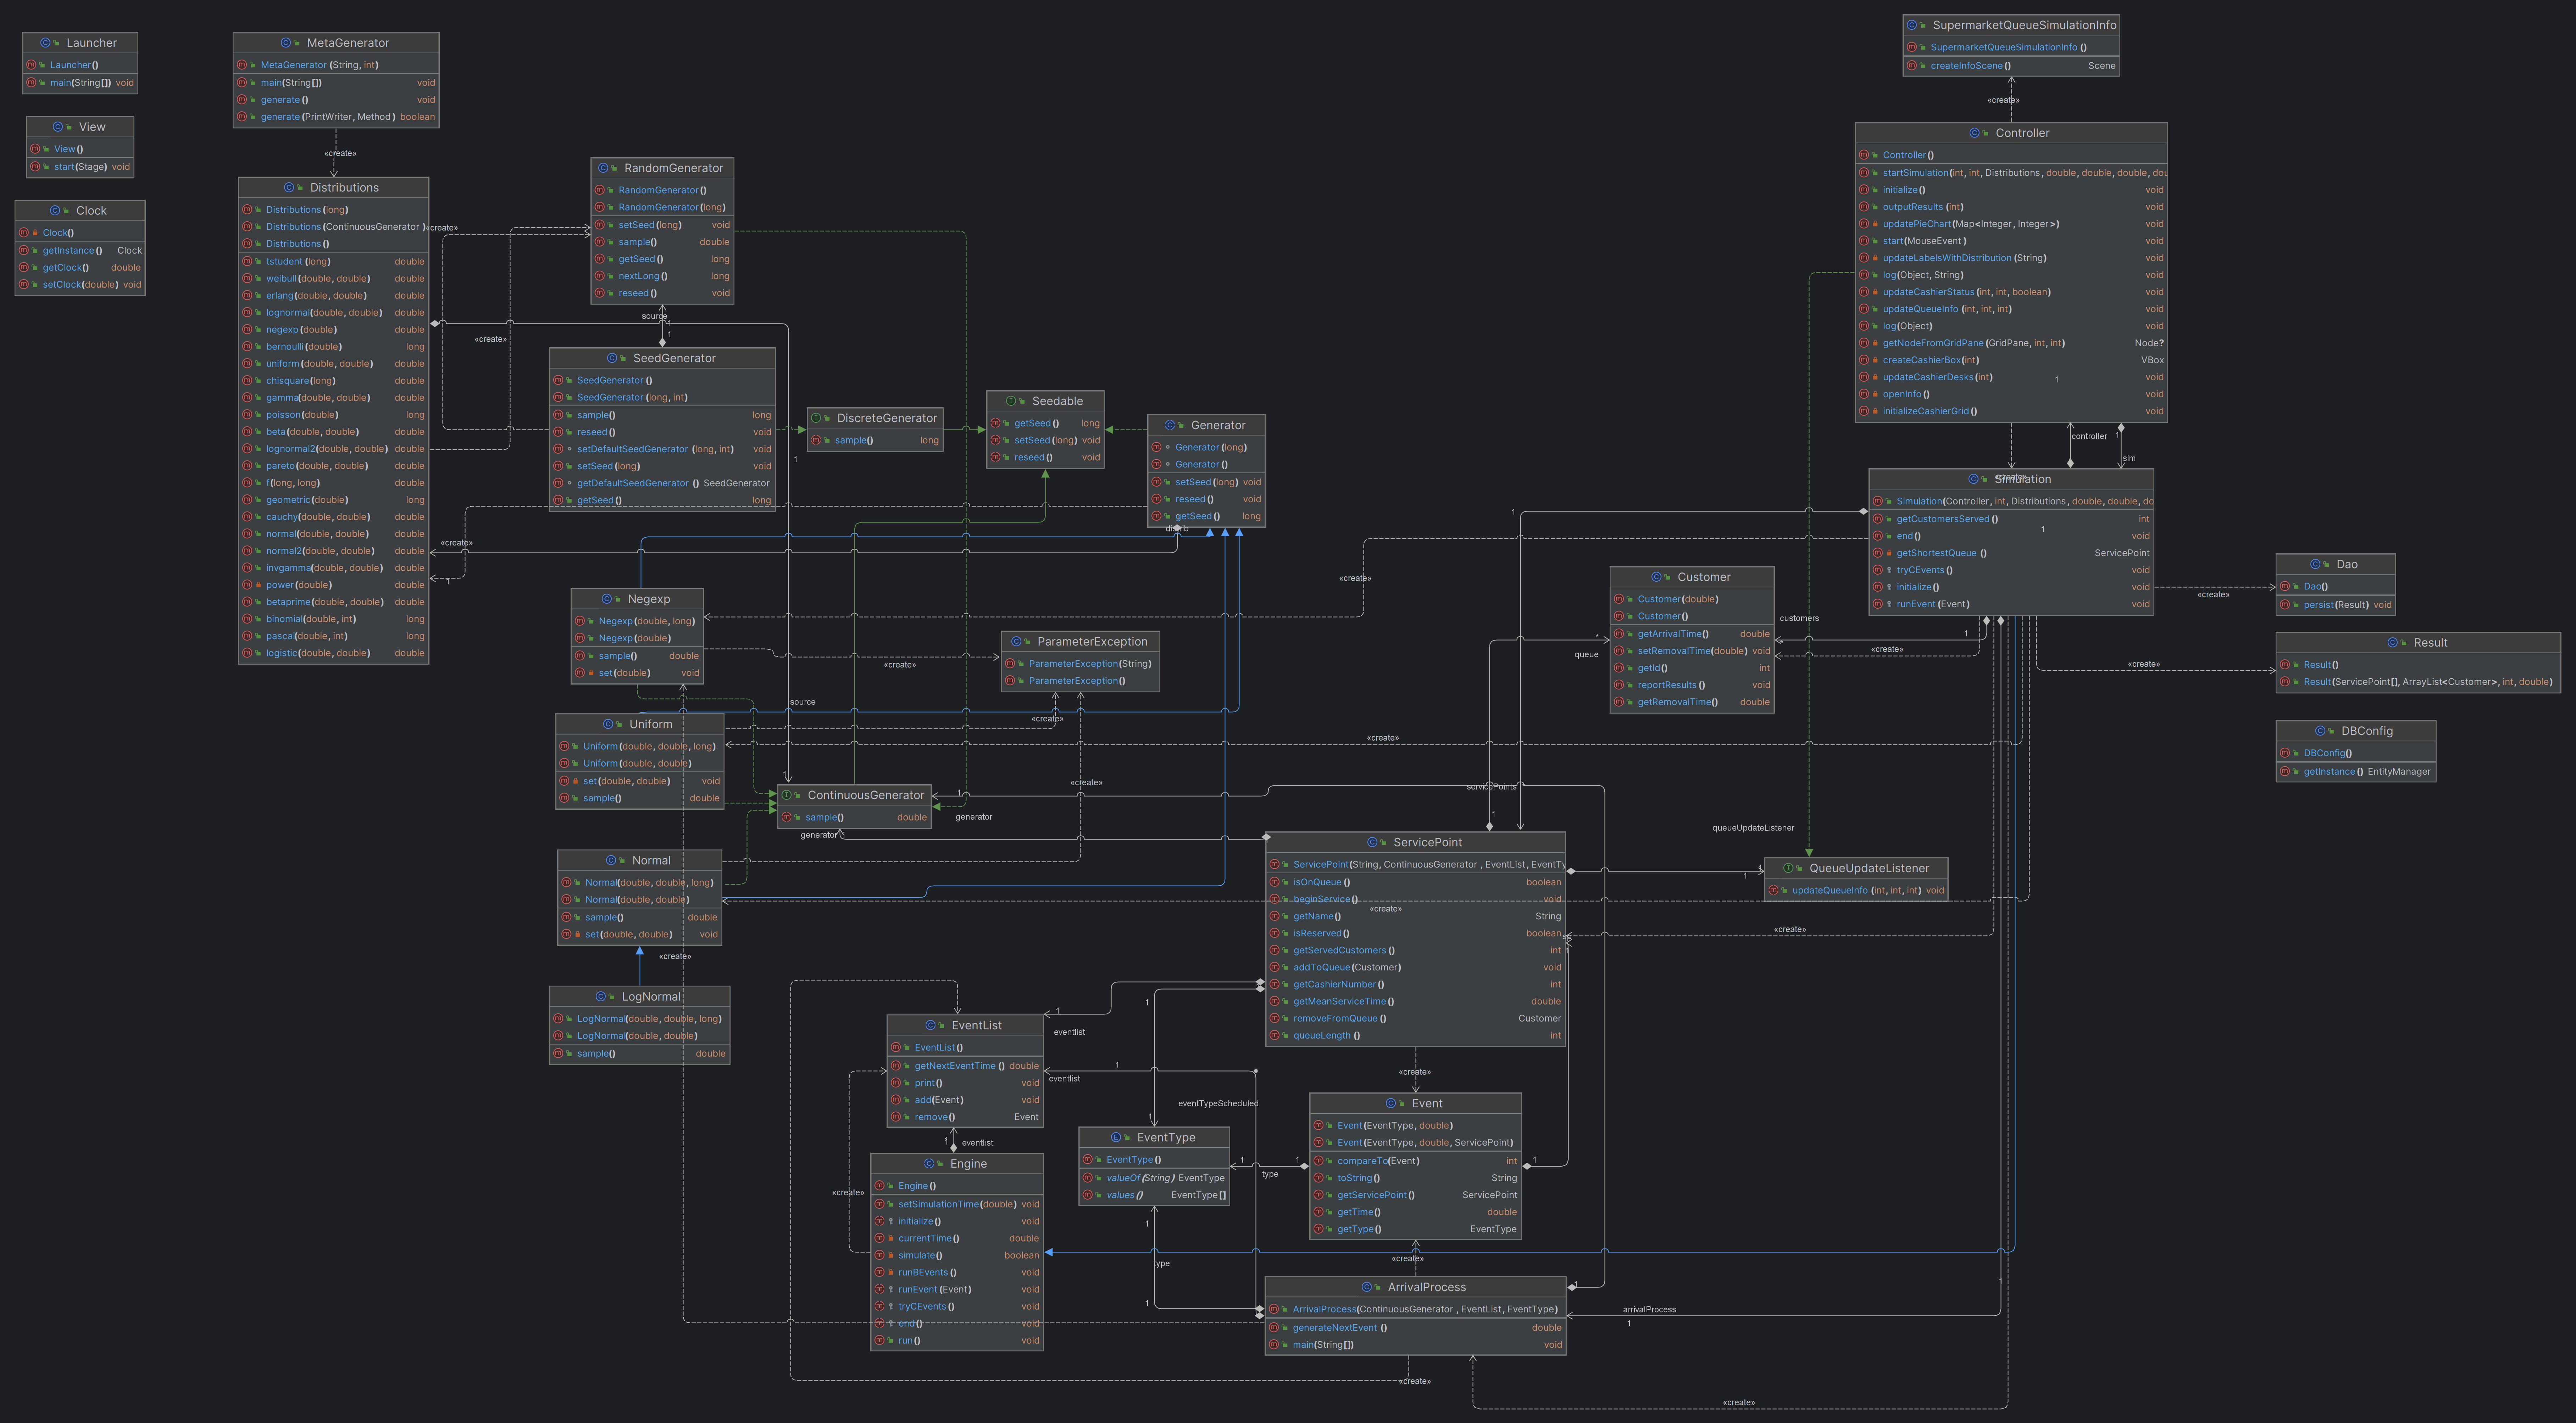 Launcher
Launcher()
main(String[]) void
View
View()
start(Stage) void
Clock
Clock()
getInstance() Clock
getClock() double
setClock(double) void
MetaGenerator
MetaGenerator(String, int)
main(String[]) void
generate() void
generate(PrintWriter, Method) boolean
«create»
Distributions
Distributions(long)
Distributions(ContinuousGenerator)
Distributions()
tstudent(long) double
weibull(double, double) double
erlang(double, double) double
lognormal(double, double) double
negexp(double) double
bernoulli(double) long
uniform(double, double) double
chisquare(long) double
gamma(double, double) double
poisson(double) long
beta(double, double) double
lognormal2(double, double) double
pareto(double, double) double
f(long, long) double
geometric(double) long
cauchy(double, double) double
normal(double, double) double
normal2(double, double) double
invgamma(double, double) double
power(double) double
betaprime(double, double) double
binomial(double, int) long
pascal(double, int) long
logistic(double, double) double
«create»
«create»
«create»
1
RandomGenerator
RandomGenerator()
RandomGenerator(long)
setSeed(long) void
sample() double
getSeed() long
nextLong() long
reseed() void
source
1
1
SeedGenerator
SeedGenerator()
SeedGenerator(long, int)
sample() long
reseed() void
setDefaultSeedGenerator(long, int) void
setSeed(long) void
getDefaultSeedGenerator() SeedGenerator
getSeed() long
1
DiscreteGenerator
sample() long
Seedable
getSeed() long
setSeed(long) void
reseed() void
Generator
Generator(long)
Generator()
setSeed(long) void
reseed() void
getSeed() long
distrib
Negexp
Negexp(double, long)
Negexp(double)
sample() double
set(double) void
«create»
ParameterException
ParameterException(String)
ParameterException()
«create»
«create»
source
1
Uniform
Uniform(double, double, long)
Uniform(double, double)
set(double, double) void
sample() double
ContinuousGenerator
sample() double
1
generator
generator
1
Normal
Normal(double, double, long)
Normal(double, double)
sample() double
set(double, double) void
«create»
LogNormal
LogNormal(double, double, long)
LogNormal(double, double)
sample() double
EventList
EventList()
getNextEventTime() double
print() void
add(Event) void
remove() Event
1
eventlist
eventlist
1
1
eventlist
«create»
Engine
Engine()
setSimulationTime(double) void
initialize() void
currentTime() double
simulate() boolean
runBEvents() void
runEvent(Event) void
tryCEvents() void
end() void
run() void
EventType
EventType()
valueOf(String) EventType
values() EventType[]
1
eventTypeScheduled
1
1
type
1
1
type
1
ServicePoint
ServicePoint(String, ContinuousGenerator, EventList, EventTy
isOnQueue() boolean
beginService() void
getName() String
isReserved() boolean
getServedCustomers() int
addToQueue(Customer) void
getCashierNumber() int
getMeanServiceTime() double
removeFromQueue() Customer
queueLength() int
«create»
«create»
Event
Event(EventType, double)
Event(EventType, double, ServicePoint)
compareTo(Event) int
toString() String
getServicePoint() ServicePoint
getTime() double
getType() EventType
1
1
«create»
ArrivalProcess
ArrivalProcess(ContinuousGenerator, EventList, EventType)
generateNextEvent() double
main(String[]) void
1
«create»
arrivalProcess
1
«create»
SupermarketQueueSimulationInfo
SupermarketQueueSimulationInfo()
createInfoScene() Scene
«create»
Controller
Controller()
startSimulation(int, int, Distributions, double, double, double, dou
initialize() void
outputResults(int) void
updatePieChart(Map<Integer, Integer>) void
start(MouseEvent) void
updateLabelsWithDistribution(String) void
log(Object, String) void
updateCashierStatus(int, int, boolean) void
updateQueueInfo(int, int, int) void
log(Object) void
getNodeFromGridPane(GridPane, int, int) Node?
createCashierBox(int) VBox
updateCashierDesks(int) void
openInfo() void
initializeCashierGrid() void
1
controller
1
sim
Simulation
Simulation(Controller, int, Distributions, double, double, do
getCustomersServed() int
end() void
getShortestQueue() ServicePoint
tryCEvents() void
initialize() void
runEvent(Event) void
1
1
«create»
«create»
Customer
Customer(double)
Customer()
getArrivalTime() double
setRemovalTime(double) void
getId() int
reportResults() void
getRemovalTime() double
*
queue
1
customers
1
«create»
servicePoints
queueUpdateListener
1
QueueUpdateListener
updateQueueInfo(int, int, int) void
«create»
«create»
Dao
Dao()
persist(Result) void
«create»
Result
Result()
Result(ServicePoint[], ArrayList<Customer>, int, double)
DBConfig
DBConfig()
getInstance() EntityManager